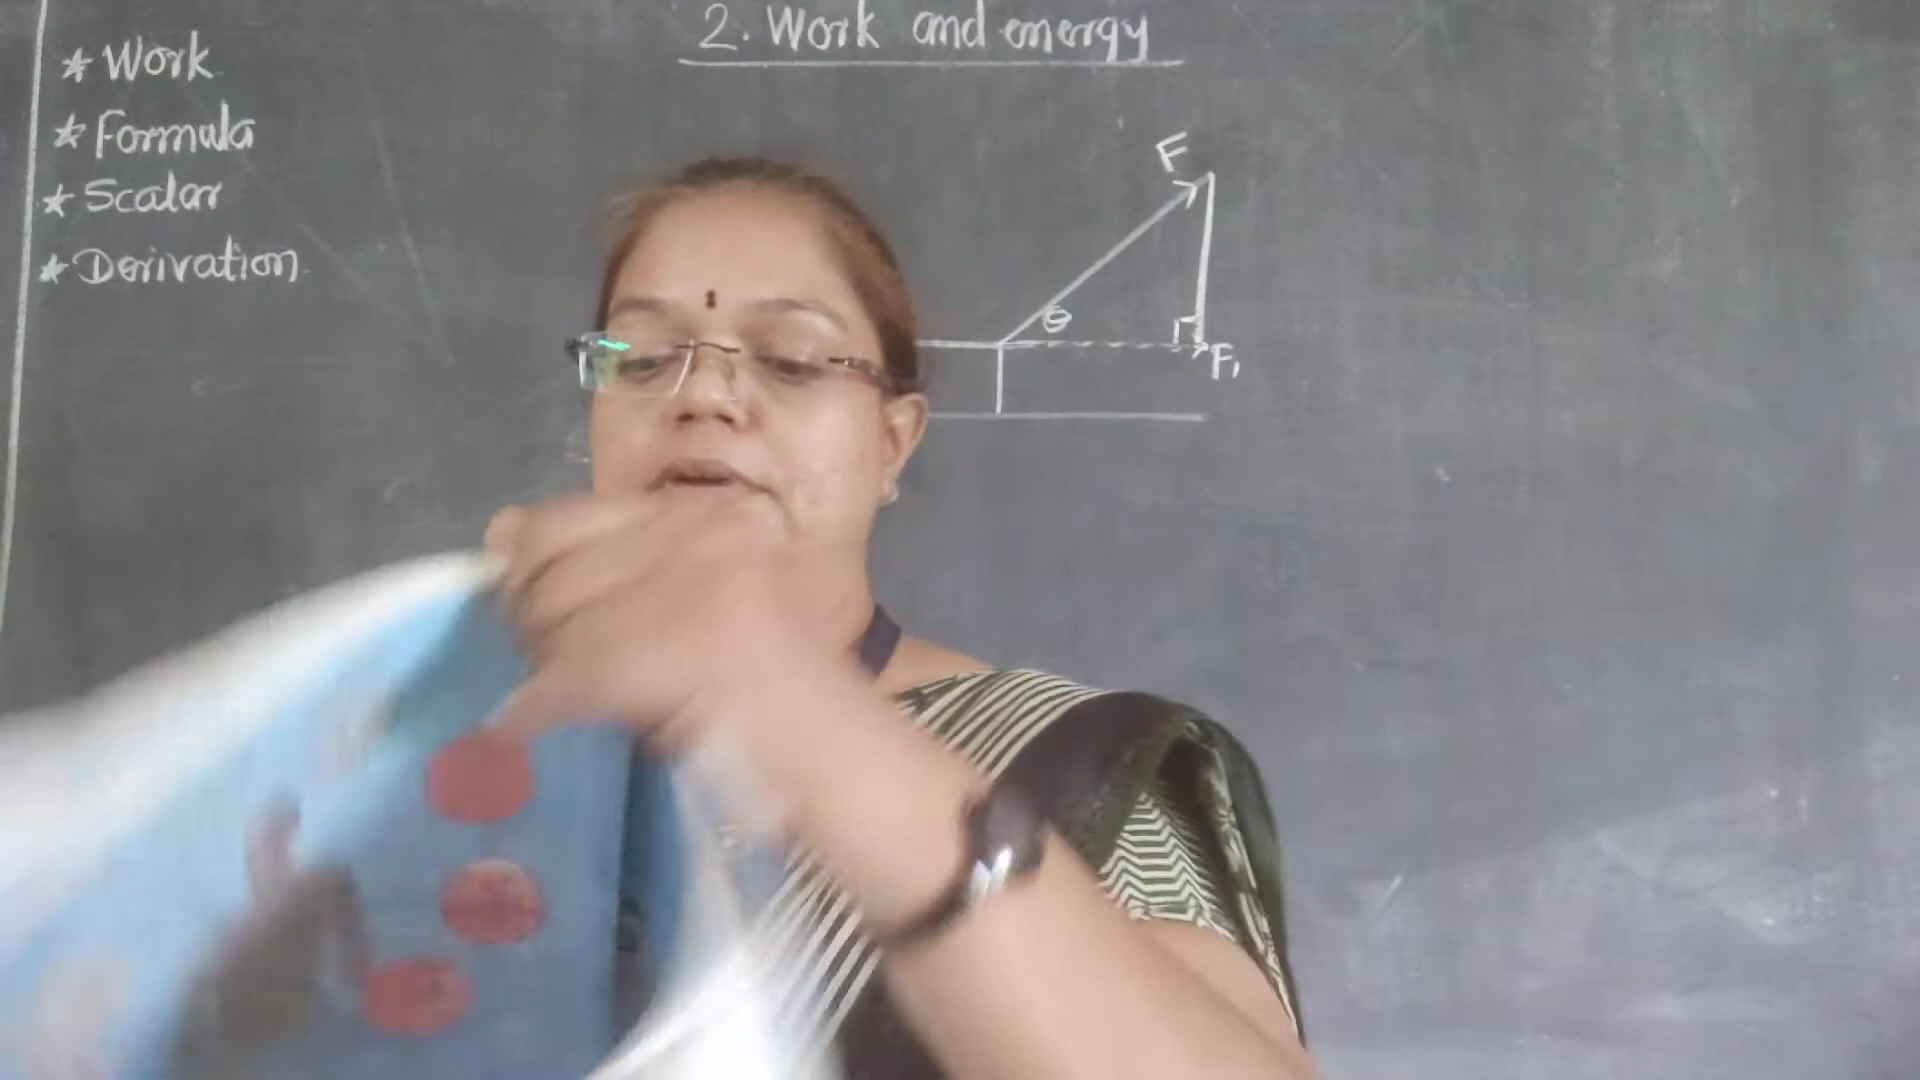 2. Work and energy
* Work
* Formula
* Scalar
* Derivation
F
θ
F₁